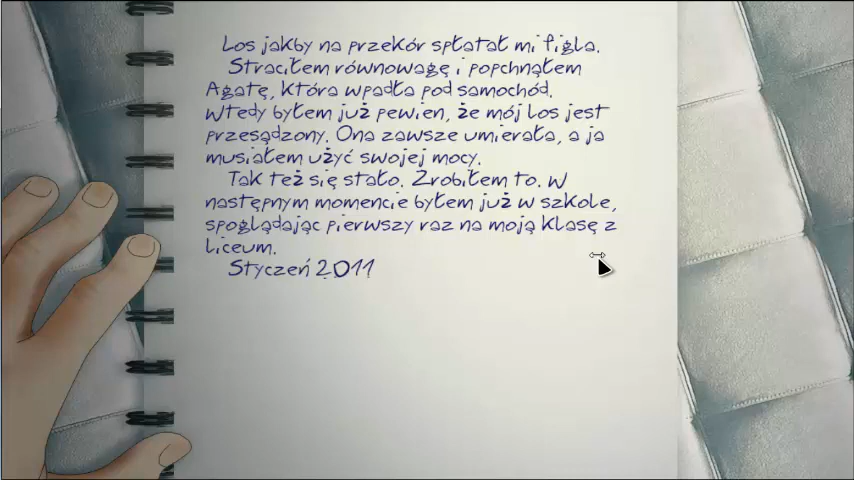 Los jakby na przekór spłatał mi figla.
Straciłem równowagę i popchnąłem
Agatę, która wpadła pod samochód.
Wtedy byłem już pewien, że mój los jest
przesądzony. Ona zawsze umierała, a ja
musiałem użyć swojej mocy.
Tak też się stało. Zrobiłem to. W
następnym momencie byłem już w szkole,
spoglądając pierwszy raz na moją klasę z
liceum.
Styczeń 2011